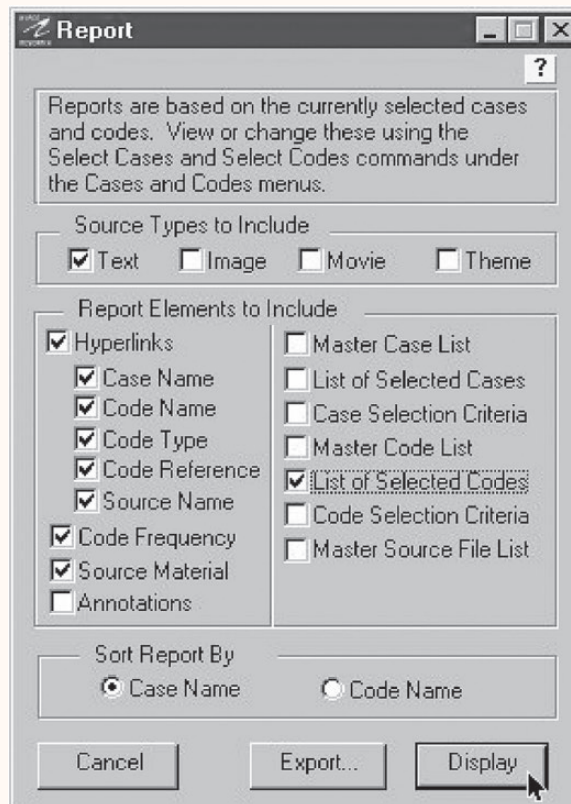 Report
?
Reports are based on the currently selected cases
and codes. View or change these using the
Select Cases and Select Codes commands under
the Cases and Codes menus.
Source Types to Include
Text Image Movie Theme
Report Elements to Include
Hyperlinks
Case Name
Code Name
Code Type
Code Reference
Source Name
Code Frequency
Source Material
Annotations
Master Case List
List of Selected Cases
Case Selection Criteria
Master Code List
List of Selected Codes
Code Selection Criteria
Master Source File List
Sort Report By
Case Name Code Name
Cancel Export... Display